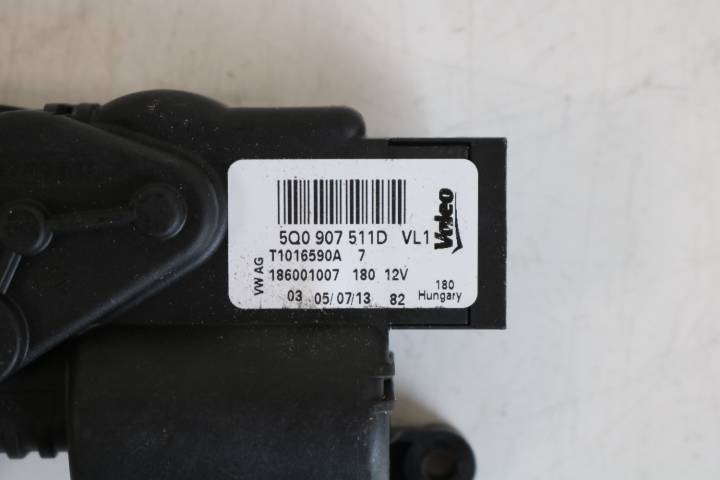 5Q0 907 511D VL1
Valeo
VW AG
T1016590A 7
186001007 180 12V
03 05/07/13 82
180
Hungary